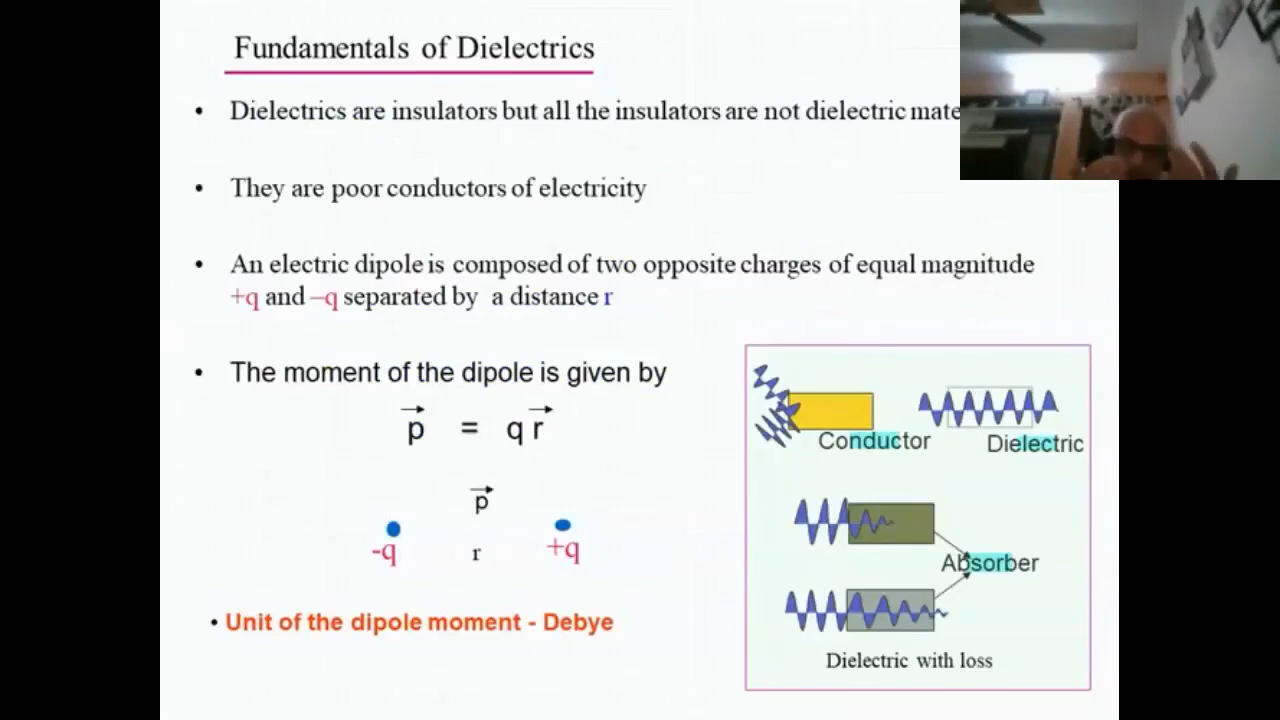 Fundamentals of Dielectrics
• Dielectrics are insulators but all the insulators are not dielectric
• They are poor conductors of electricity
• An electric dipole is composed of two opposite charges of equal magnitude
+q and –q separated by a distance r
• The moment of the dipole is given by
p⃗ = q r⃗
p⃗
-q r +q
• Unit of the dipole moment - Debye
Conductor
Dielectric
Absorber
Dielectric with loss